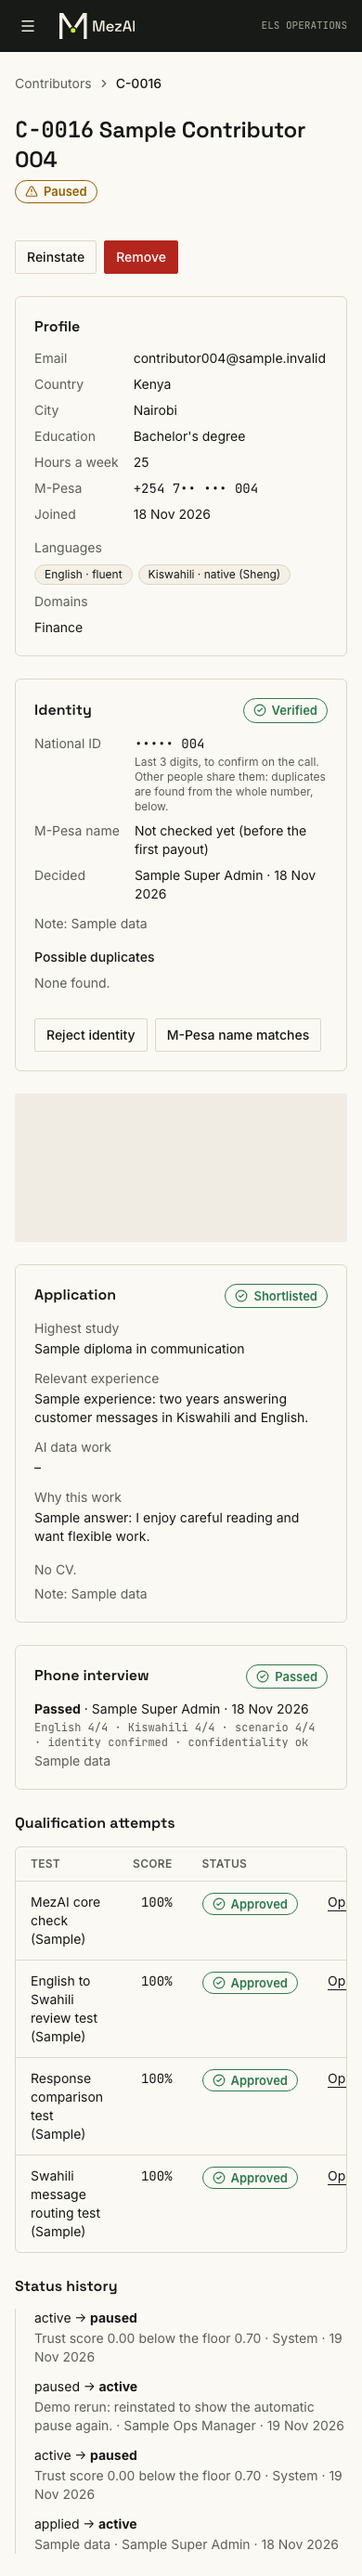 MezAI
ELS OPERATIONS
Contributors > C-0016
C-0016 Sample Contributor
004
Paused
Reinstate
Remove
Profile
Email contributor004@sample.invalid
Country Kenya
City Nairobi
Education Bachelor's degree
Hours a week 25
M-Pesa +254 7•• ••• 004
Joined 18 Nov 2026
Languages
English · fluent
Kiswahili · native (Sheng)
Domains
Finance
Identity
Verified
National ID ••••• 004
Last 3 digits, to confirm on the call.
Other people share them: duplicates
are found from the whole number,
below.
M-Pesa name Not checked yet (before the
first payout)
Decided Sample Super Admin · 18 Nov
2026
Note: Sample data
Possible duplicates
None found.
Reject identity
M-Pesa name matches
Application
Shortlisted
Highest study
Sample diploma in communication
Relevant experience
Sample experience: two years answering
customer messages in Kiswahili and English.
AI data work
–
Why this work
Sample answer: I enjoy careful reading and
want flexible work.
No CV.
Note: Sample data
Phone interview
Passed
Passed · Sample Super Admin · 18 Nov 2026
English 4/4 · Kiswahili 4/4 · scenario 4/4
· identity confirmed · confidentiality ok
Sample data
Qualification attempts
TEST SCORE STATUS
MezAI core 100% Approved Op
check
(Sample)
English to 100% Approved Op
Swahili
review test
(Sample)
Response 100% Approved Op
comparison
test
(Sample)
Swahili 100% Approved Op
message
routing test
(Sample)
Status history
active → paused
Trust score 0.00 below the floor 0.70 · System · 19
Nov 2026
paused → active
Demo rerun: reinstated to show the automatic
pause again. · Sample Ops Manager · 19 Nov 2026
active → paused
Trust score 0.00 below the floor 0.70 · System · 19
Nov 2026
applied → active
Sample data · Sample Super Admin · 18 Nov 2026